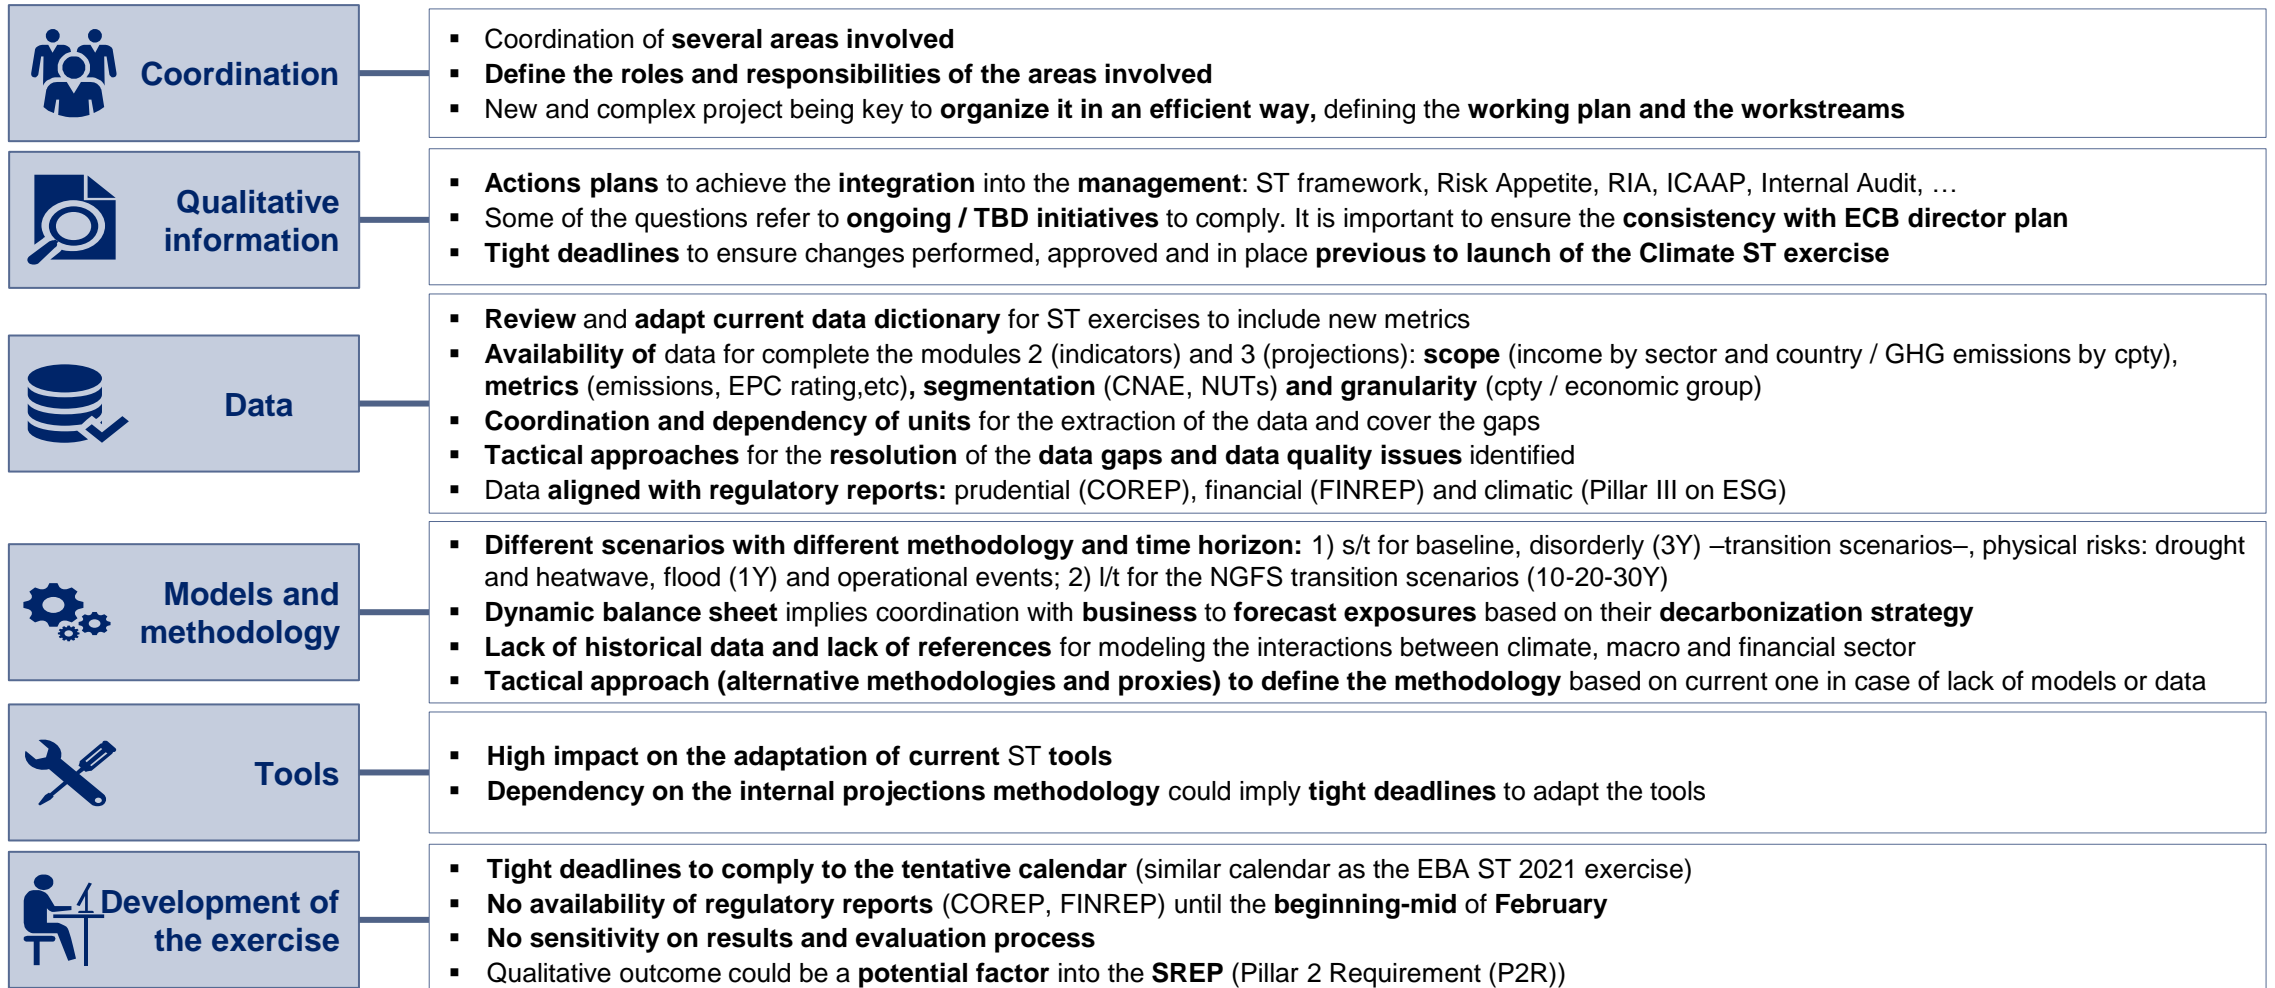 Coordination
▪ Coordination of several areas involved
▪ Define the roles and responsibilities of the areas involved
▪ New and complex project being key to organize it in an efficient way, defining the working plan and the workstreams
Qualitative
information
▪ Actions plans to achieve the integration into the management: ST framework, Risk Appetite, RIA, ICAAP, Internal Audit, …
▪ Some of the questions refer to ongoing / TBD initiatives to comply. It is important to ensure the consistency with ECB director plan
▪ Tight deadlines to ensure changes performed, approved and in place previous to launch of the Climate ST exercise
Data
▪ Review and adapt current data dictionary for ST exercises to include new metrics
▪ Availability of data for complete the modules 2 (indicators) and 3 (projections): scope (income by sector and country / GHG emissions by cpty),
metrics (emissions, EPC rating,etc), segmentation (CNAE, NUTs) and granularity (cpty / economic group)
▪ Coordination and dependency of units for the extraction of the data and cover the gaps
▪ Tactical approaches for the resolution of the data gaps and data quality issues identified
▪ Data aligned with regulatory reports: prudential (COREP), financial (FINREP) and climatic (Pillar III on ESG)
Models and
methodology
▪ Different scenarios with different methodology and time horizon: 1) s/t for baseline, disorderly (3Y) –transition scenarios–, physical risks: drought
and heatwave, flood (1Y) and operational events; 2) l/t for the NGFS transition scenarios (10-20-30Y)
▪ Dynamic balance sheet implies coordination with business to forecast exposures based on their decarbonization strategy
▪ Lack of historical data and lack of references for modeling the interactions between climate, macro and financial sector
▪ Tactical approach (alternative methodologies and proxies) to define the methodology based on current one in case of lack of models or data
Tools
▪ High impact on the adaptation of current ST tools
▪ Dependency on the internal projections methodology could imply tight deadlines to adapt the tools
Development of
the exercise
▪ Tight deadlines to comply to the tentative calendar (similar calendar as the EBA ST 2021 exercise)
▪ No availability of regulatory reports (COREP, FINREP) until the beginning-mid of February
▪ No sensitivity on results and evaluation process
▪ Qualitative outcome could be a potential factor into the SREP (Pillar 2 Requirement (P2R))